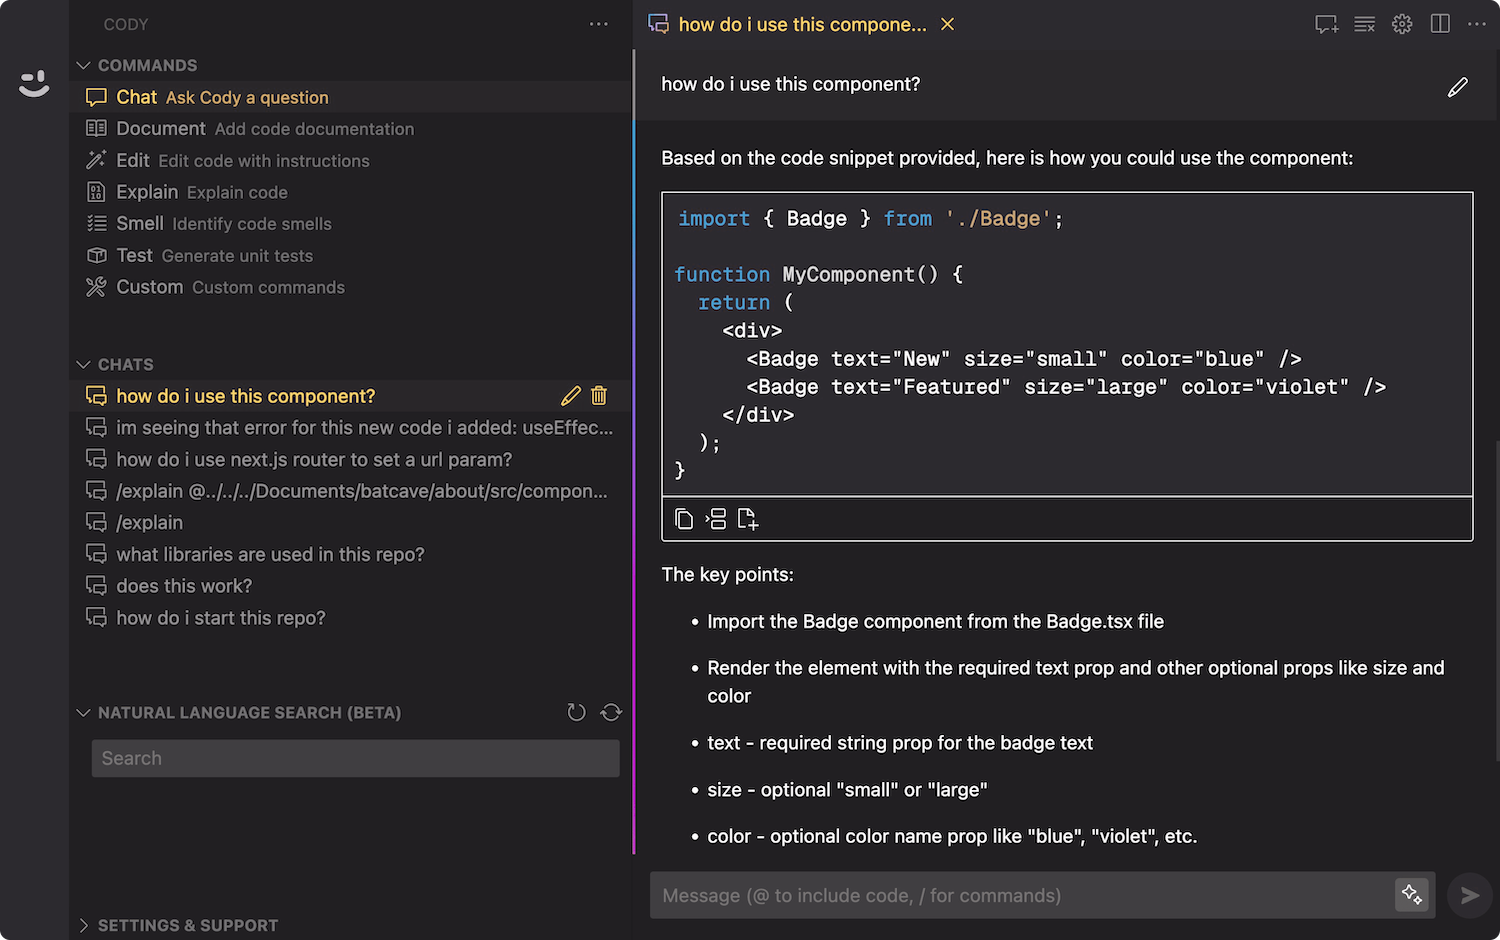 CODY
COMMANDS
Chat Ask Cody a question
Document Add code documentation
Edit Edit code with instructions
Explain Explain code
Smell Identify code smells
Test Generate unit tests
Custom Custom commands
CHATS
how do i use this component?
im seeing that error for this new code i added: useEffec...
how do i use next.js router to set a url param?
/explain @../../../Documents/batcave/about/src/compon...
/explain
what libraries are used in this repo?
does this work?
how do i start this repo?
NATURAL LANGUAGE SEARCH (BETA)
Search
SETTINGS & SUPPORT
how do i use this compone...
how do i use this component?
Based on the code snippet provided, here is how you could use the component:
import { Badge } from './Badge';
function MyComponent() {
return (
<div>
<Badge text="New" size="small" color="blue" />
<Badge text="Featured" size="large" color="violet" />
</div>
);
}
The key points:
• Import the Badge component from the Badge.tsx file
• Render the element with the required text prop and other optional props like size and
color
• text - required string prop for the badge text
• size - optional "small" or "large"
• color - optional color name prop like "blue", "violet", etc.
Message (@ to include code, / for commands)